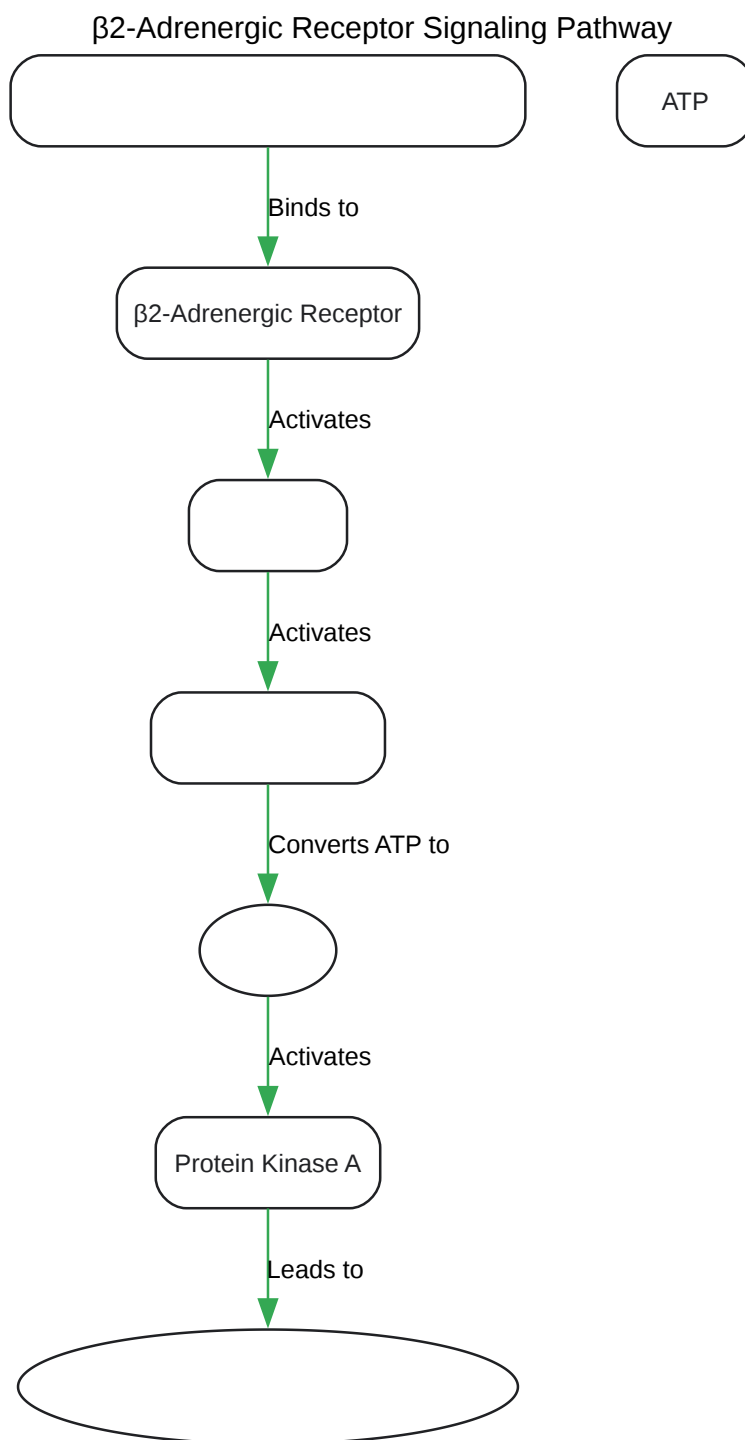 β2-Adrenergic Receptor Signaling Pathway
ATP
Binds to
β2-Adrenergic Receptor
Activates
Activates
Converts ATP to
Activates
Protein Kinase A
Leads to